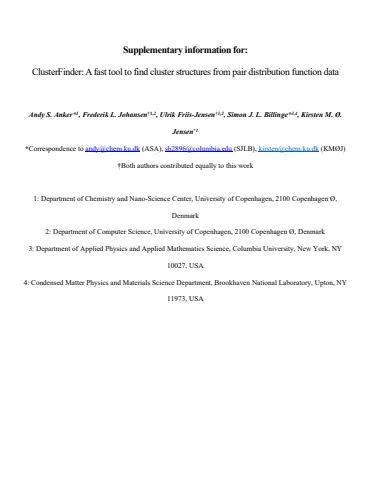 Supplementary information for:
ClusterFinder: A fast tool to find cluster structures from pair distribution function data
Andy S. Anker*¹, Frederik L. Johansen†¹,², Ulrik Friis-Jensen†¹,², Simon J. L. Billinge*³,⁴, Kirsten M. Ø.
Jensen*¹
*Correspondence to andy@chem.ku.dk (ASA), sb2896@columbia.edu (SJLB), kirsten@chem.ku.dk (KMØJ)
†Both authors contributed equally to this work
1: Department of Chemistry and Nano-Science Center, University of Copenhagen, 2100 Copenhagen Ø,
Denmark
2: Department of Computer Science, University of Copenhagen, 2100 Copenhagen Ø, Denmark
3: Department of Applied Physics and Applied Mathematics Science, Columbia University, New York, NY
10027, USA
4: Condensed Matter Physics and Materials Science Department, Brookhaven National Laboratory, Upton, NY
11973, USA